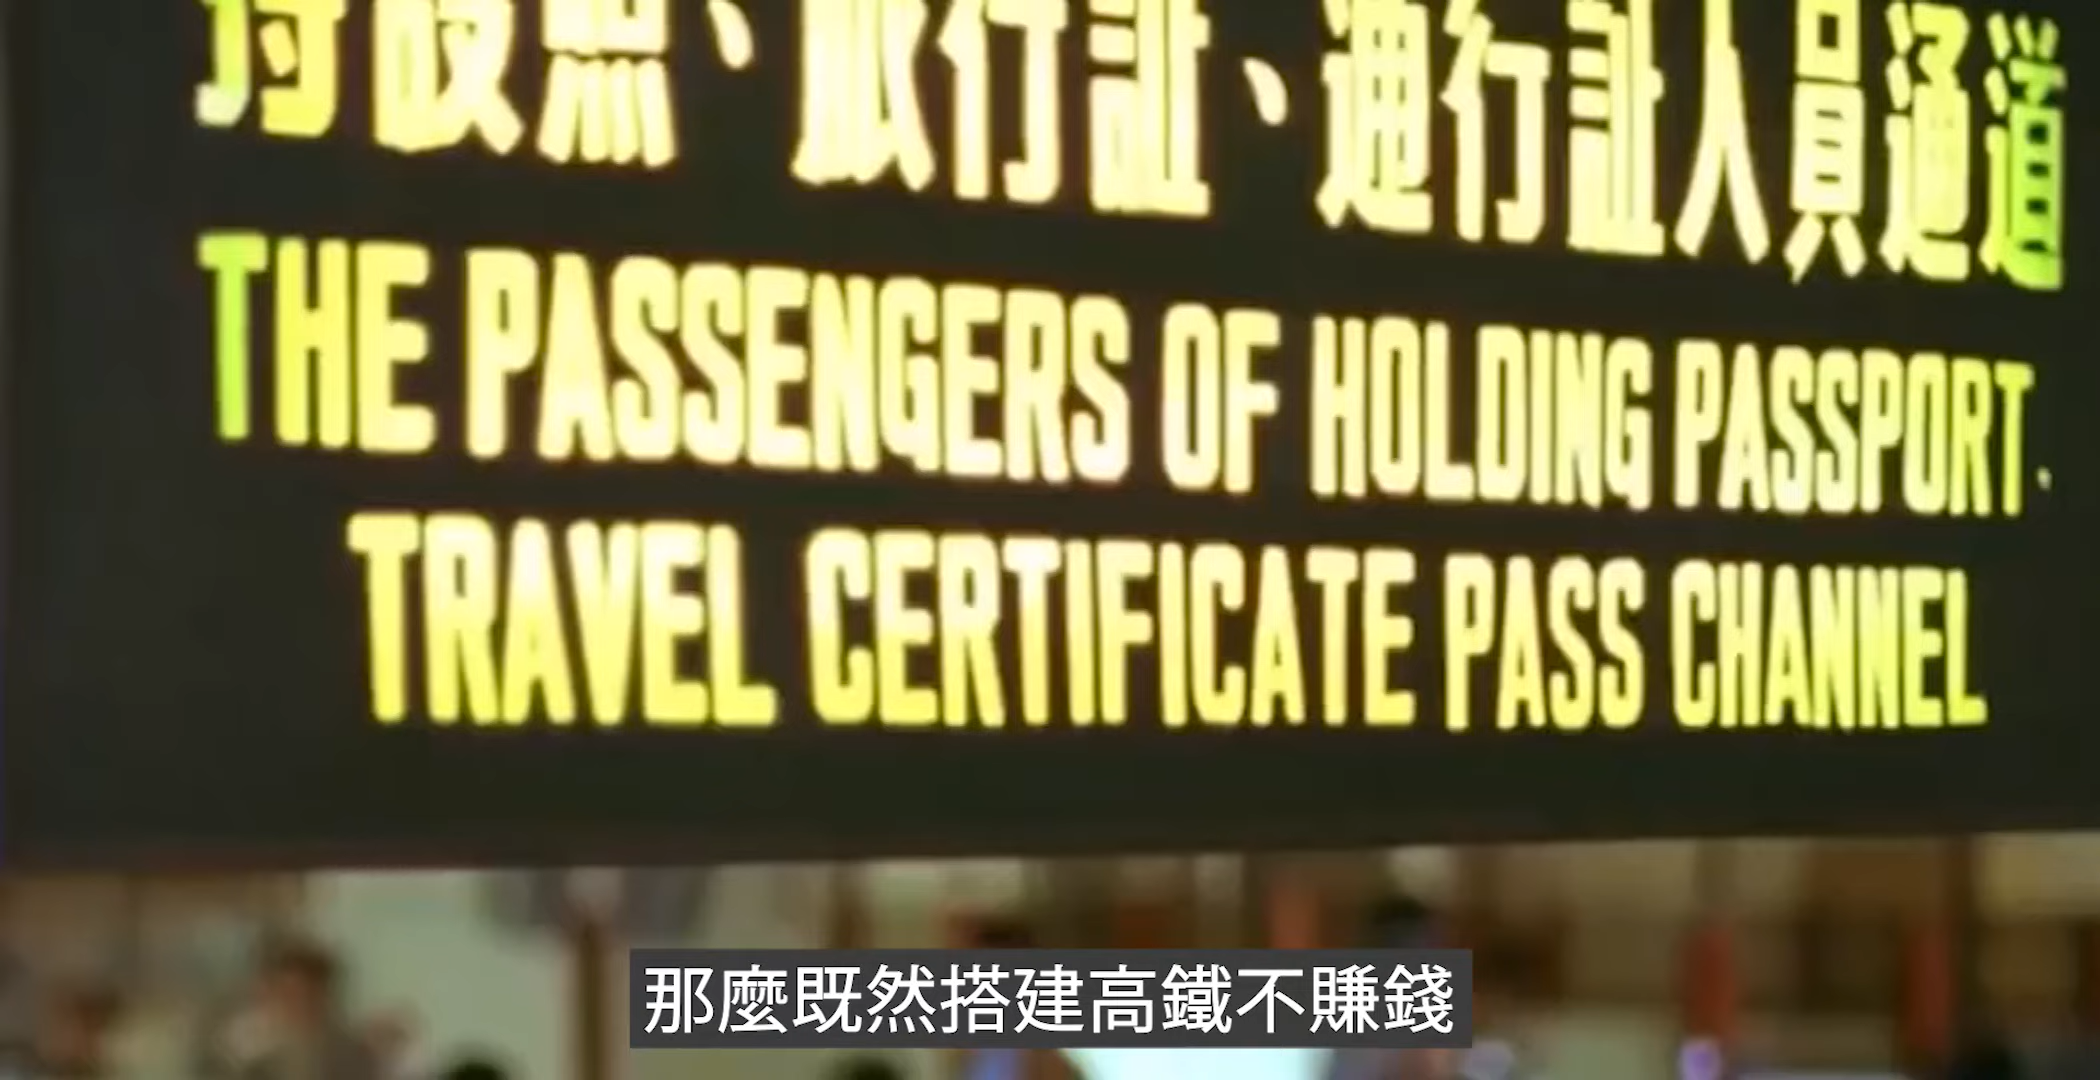 持護照、旅行証、通行証人員通道
THE PASSENGERS OF HOLDING PASSPORT、
TRAVEL CERTIFICATE PASS CHANNEL
那麼既然搭建高鐵不賺錢